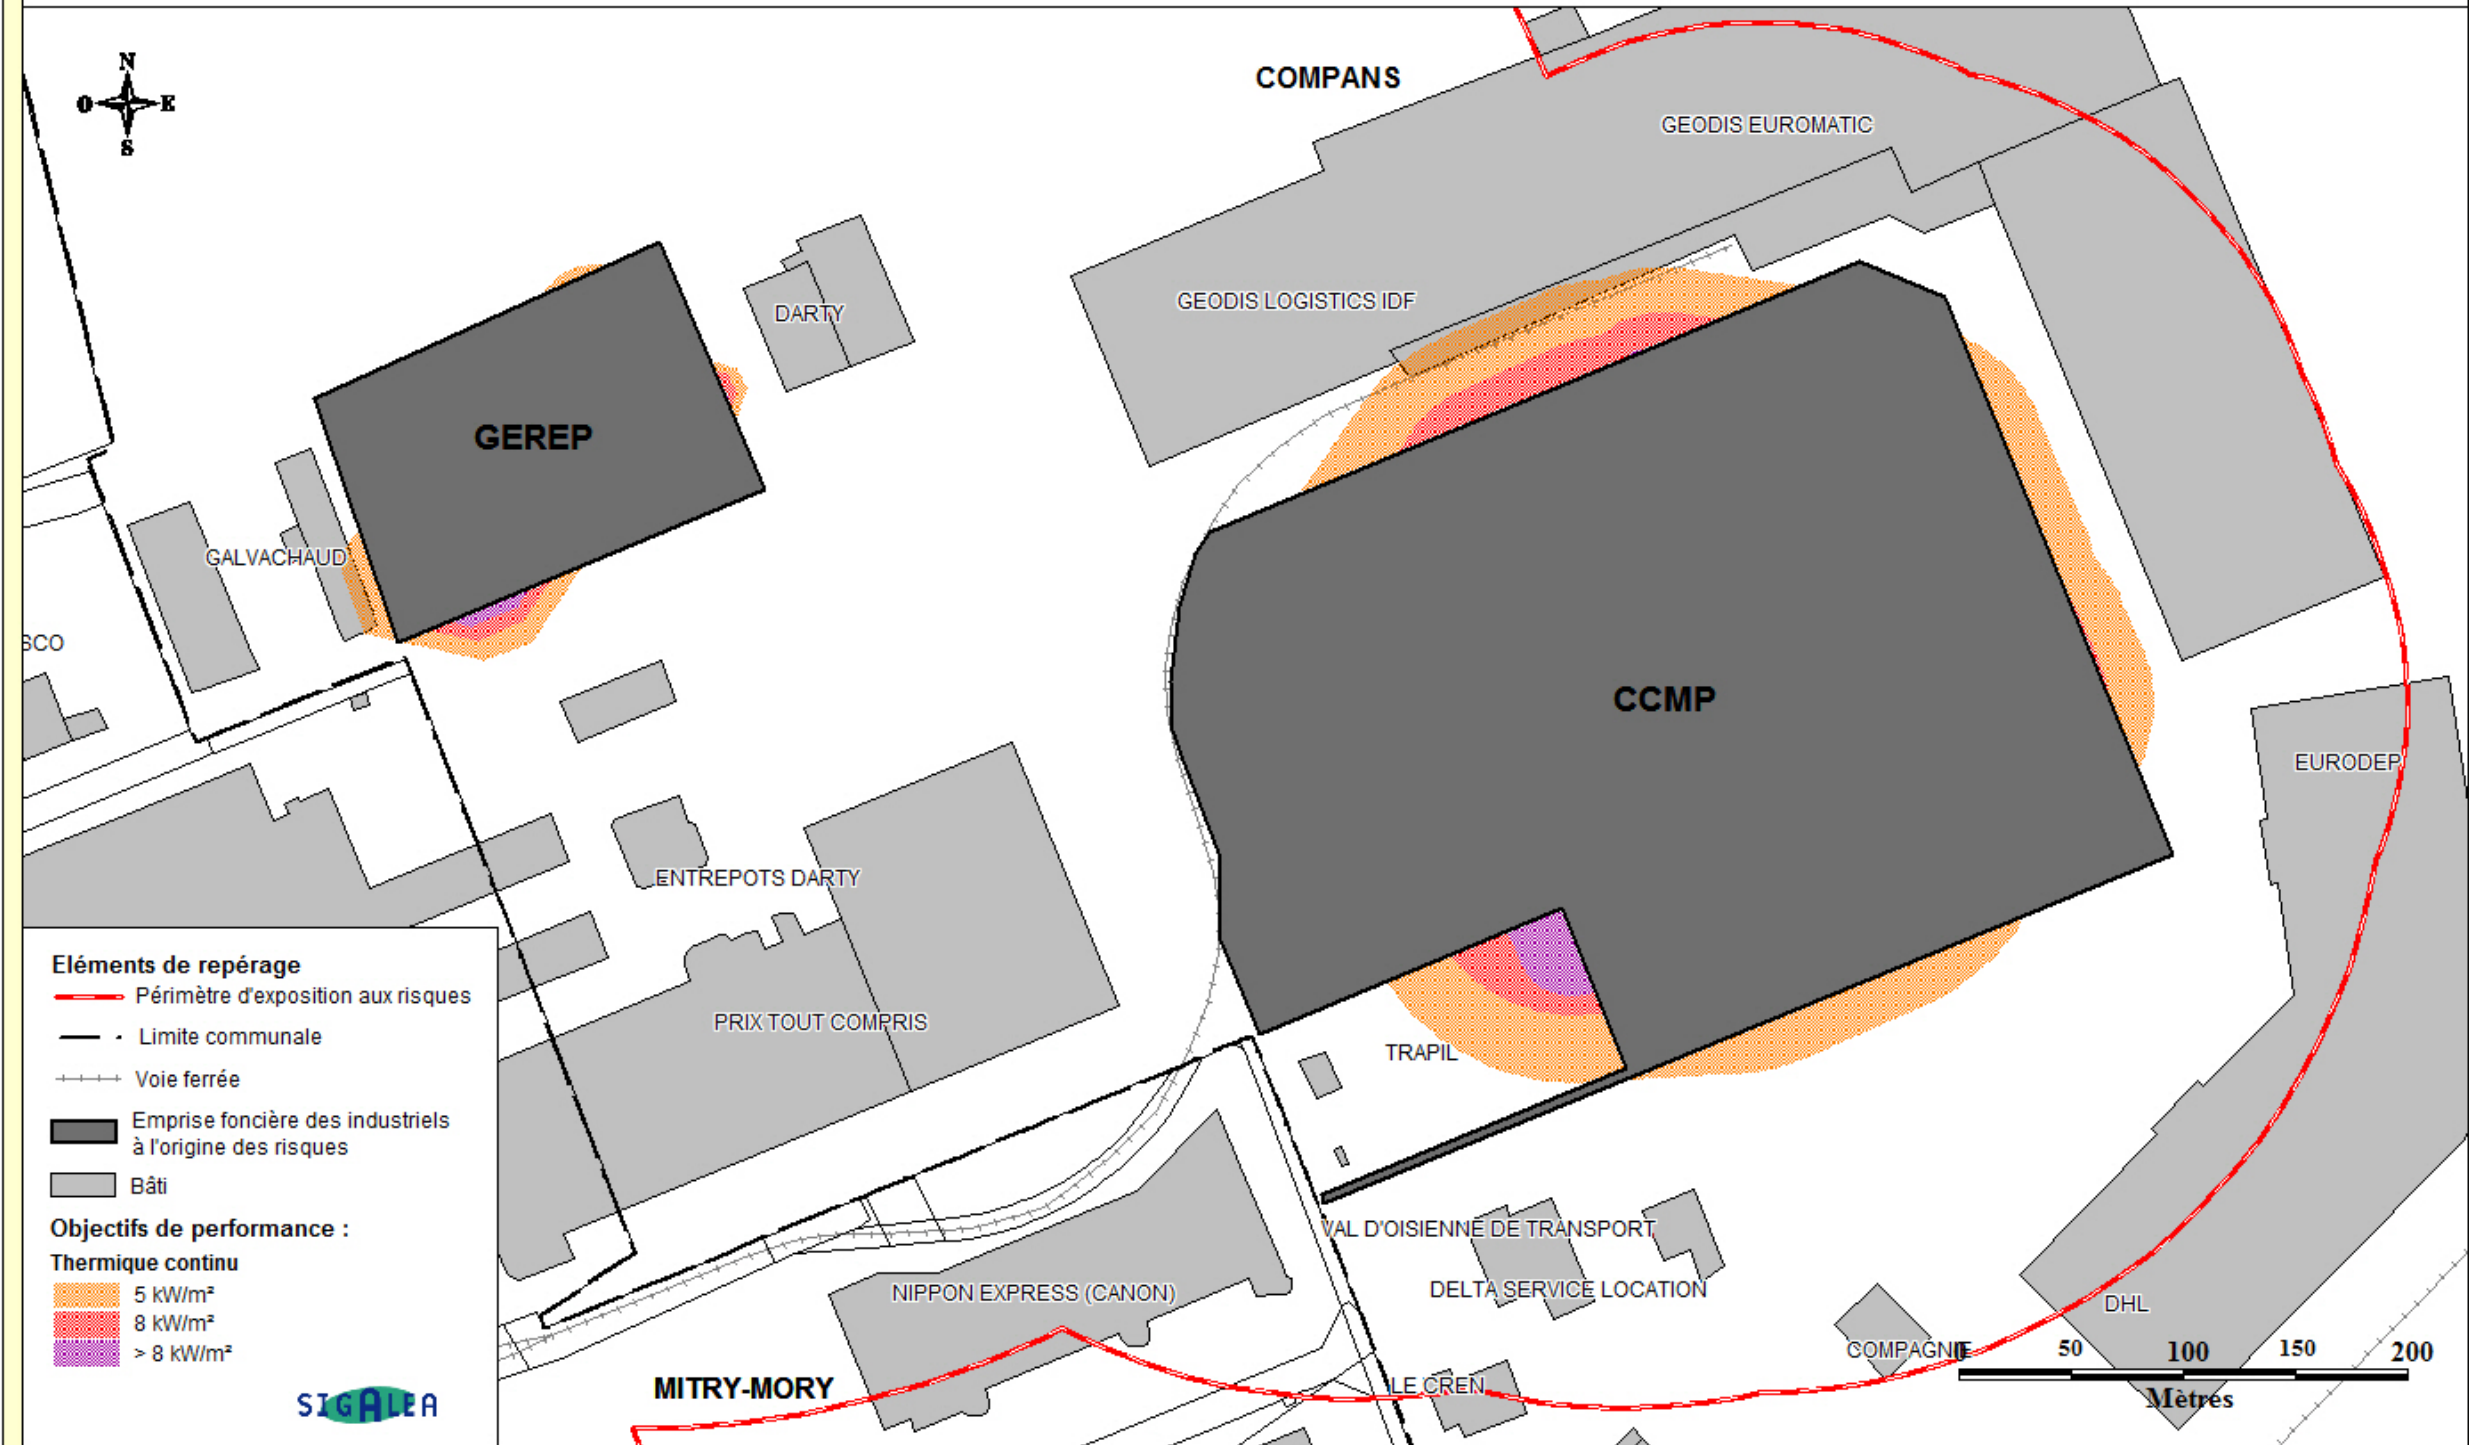 N
O E
S
COMPANS
GEODIS EUROMATIC
GEODIS LOGISTICS IDF
DARTY
GEREP
GALVACHAUD
SCO
CCMP
EURODEP
ENTREPOTS DARTY
PRIX TOUT COMPRIS
TRAPIL
VAL D'OISIENNE DE TRANSPORT
DELTA SERVICE LOCATION
NIPPON EXPRESS (CANON)
DHL
COMPAGNIE
LE CREN
MITRY-MORY
0 50 100 150 200
Mètres
Eléments de repérage
Périmètre d'exposition aux risques
Limite communale
Voie ferrée
Emprise foncière des industriels
à l'origine des risques
Bâti
Objectifs de performance :
Thermique continu
5 kW/m²
8 kW/m²
> 8 kW/m²
SIGALEA